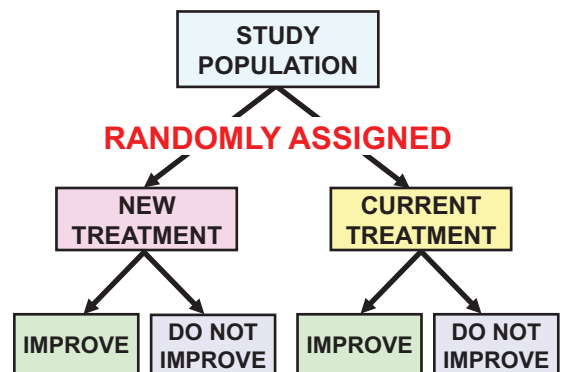 STUDY
POPULATION
RANDOMLY ASSIGNED
NEW
TREATMENT
CURRENT
TREATMENT
IMPROVE
DO NOT
IMPROVE
IMPROVE
DO NOT
IMPROVE